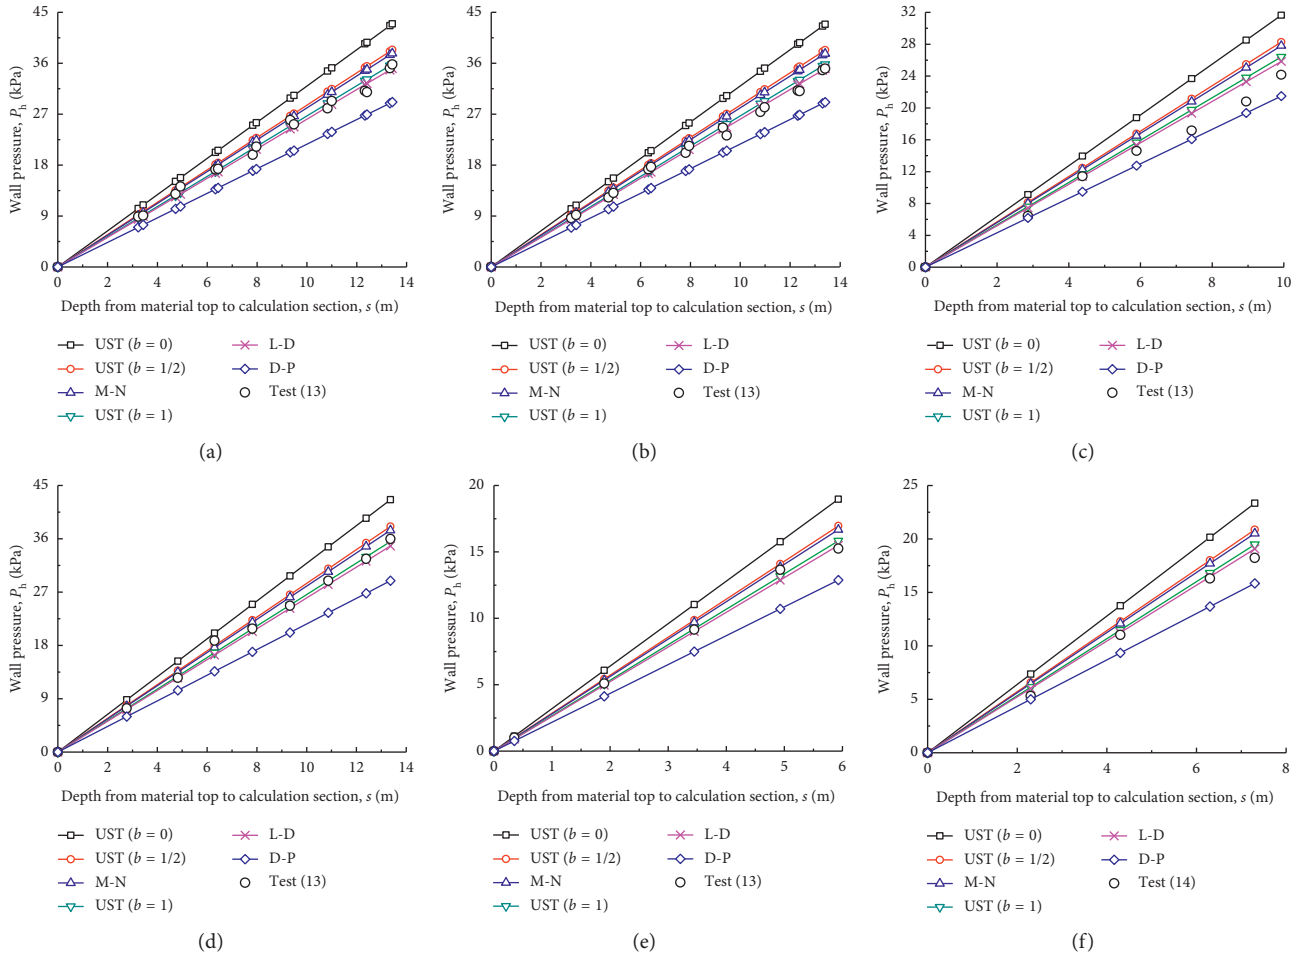 45
36
27
18
9
0
Wall pressure, Ph (kPa)
0 2 4 6 8 10 12 14
Depth from material top to calculation section, s (m)
UST (b = 0)
UST (b = 1/2)
M-N
UST (b = 1)
L-D
D-P
Test (13)
(a)
45
36
27
18
9
0
Wall pressure, Ph (kPa)
0 2 4 6 8 10 12 14
Depth from material top to calculation section, s (m)
UST (b = 0)
UST (b = 1/2)
M-N
UST (b = 1)
L-D
D-P
Test (13)
(b)
32
28
24
20
16
12
8
4
0
Wall pressure, Ph (kPa)
0 2 4 6 8 10
Depth from material top to calculation section, s (m)
UST (b = 0)
UST (b = 1/2)
M-N
UST (b = 1)
L-D
D-P
Test (13)
(c)
45
36
27
18
9
0
Wall pressure, Ph (kPa)
0 2 4 6 8 10 12 14
Depth from material top to calculation section, s (m)
UST (b = 0)
UST (b = 1/2)
M-N
UST (b = 1)
L-D
D-P
Test (13)
(d)
20
15
10
5
0
Wall pressure, Ph (kPa)
0 1 2 3 4 5 6
Depth from material top to calculation section, s (m)
UST (b = 0)
UST (b = 1/2)
M-N
UST (b = 1)
L-D
D-P
Test (13)
(e)
25
20
15
10
5
0
Wall pressure, Ph (kPa)
0 2 4 6 8
Depth from material top to calculation section, s (m)
UST (b = 0)
UST (b = 1/2)
M-N
UST (b = 1)
L-D
D-P
Test (14)
(f)